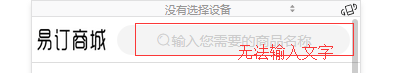 没有选择设备
易订商城
输入您需要的商品名称
无法输入文字